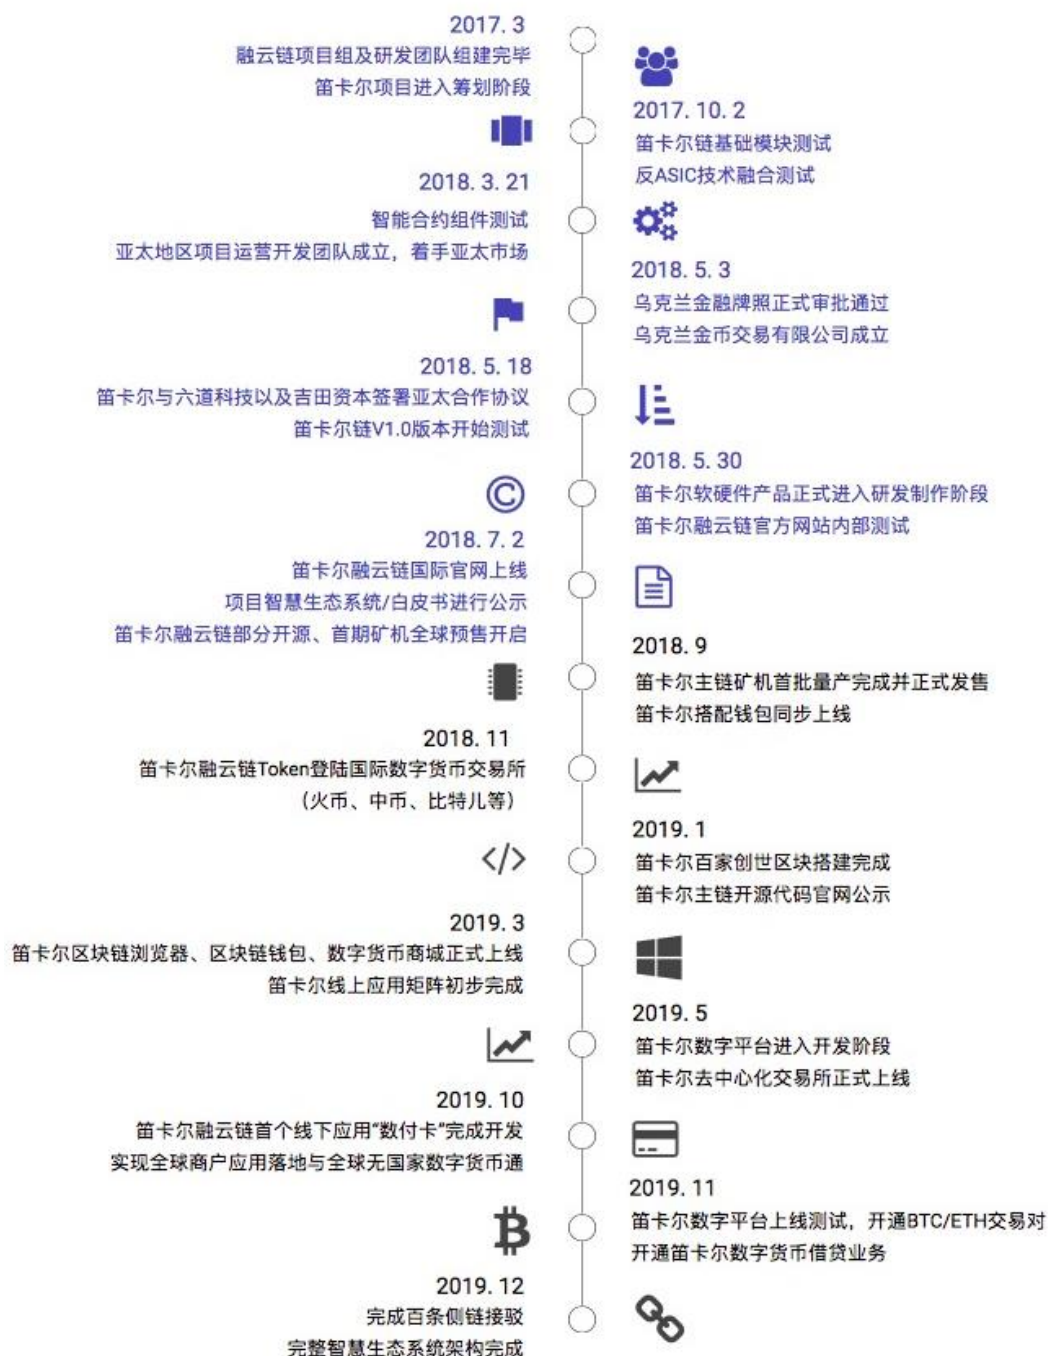 2017. 3
融云链项目组及研发团队组建完毕
笛卡尔项目进入筹划阶段
2017. 10. 2
笛卡尔链基础模块测试
反ASIC技术融合测试
2018. 3. 21
智能合约组件测试
亚太地区项目运营开发团队成立，着手亚太市场
2018. 5. 3
乌克兰金融牌照正式审批通过
乌克兰金币交易有限公司成立
2018. 5. 18
笛卡尔与六道科技以及吉田资本签署亚太合作协议
笛卡尔链V1.0版本开始测试
2018. 5. 30
笛卡尔软硬件产品正式进入研发制作阶段
笛卡尔融云链官方网站内部测试
2018. 7. 2
笛卡尔融云链国际官网上线
项目智慧生态系统/白皮书进行公示
笛卡尔融云链部分开源、首期矿机全球预售开启
2018. 9
笛卡尔主链矿机首批量产完成并正式发售
笛卡尔搭配钱包同步上线
2018. 11
笛卡尔融云链Token登陆国际数字货币交易所
（火币、中币、比特儿等）
2019. 1
笛卡尔百家创世区块搭建完成
笛卡尔主链开源代码官网公示
2019. 3
笛卡尔区块链浏览器、区块链钱包、数字货币商城正式上线
笛卡尔线上应用矩阵初步完成
2019. 5
笛卡尔数字平台进入开发阶段
笛卡尔去中心化交易所正式上线
2019. 10
笛卡尔融云链首个线下应用“数付卡”完成开发
实现全球商户应用落地与全球无国家数字货币通
2019. 11
笛卡尔数字平台上线测试，开通BTC/ETH交易对
开通笛卡尔数字货币借贷业务
2019. 12
完成百条侧链接驳
完整智慧生态系统架构完成